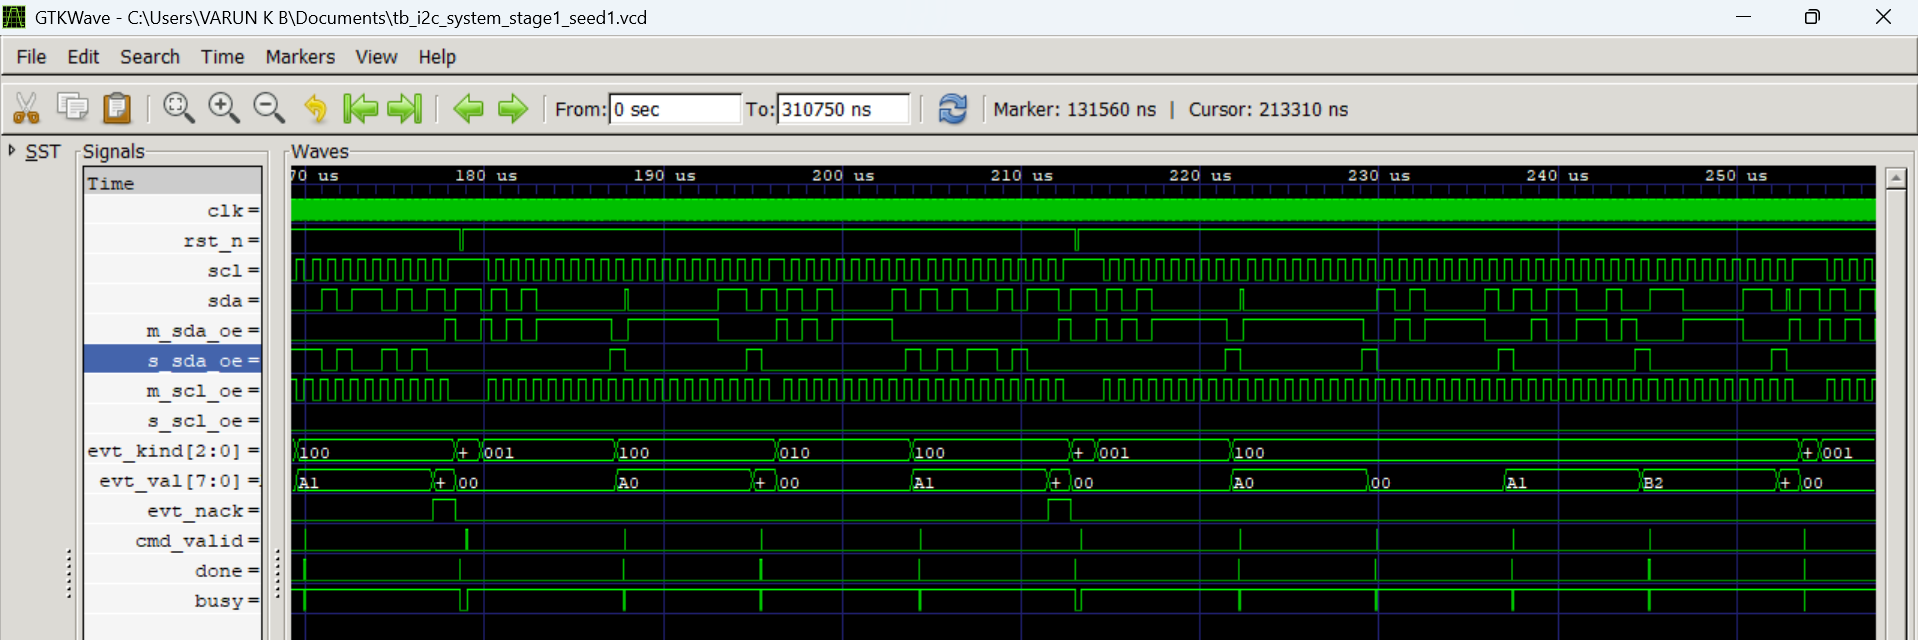 GTKWave - C:\Users\VARUN K B\Documents\tb_i2c_system_stage1_seed1.vcd
File Edit Search Time Markers View Help
From: 0 sec To: 310750 ns Marker: 131560 ns | Cursor: 213310 ns
SST Signals Waves
Time 70 us 180 us 190 us 200 us 210 us 220 us 230 us 240 us 250 us
clk=
rst_n=
scl=
sda=
m_sda_oe=
s_sda_oe=
m_scl_oe=
s_scl_oe=
evt_kind[2:0]= 100 + 001 100 010 100 + 001 100 + 001
evt_val[7:0]= A1 + 00 A0 + 00 A1 + 00 A0 00 A1 B2 + 00
evt_nack=
cmd_valid=
done=
busy=